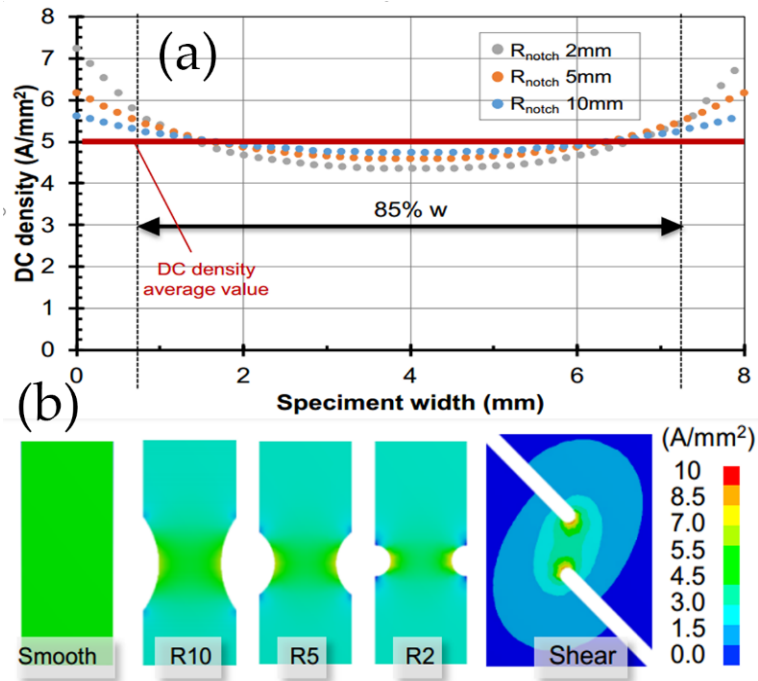 (a)
R_notch 2mm
R_notch 5mm
R_notch 10mm
DC density (A/mm²)
8
7
6
5
4
3
2
1
0
85% w
DC density
average value
0
2
4
6
8
Speciment width (mm)
(b)
(A/mm²)
10
8.5
7.0
5.5
4.5
3.0
1.5
0.0
Smooth
R10
R5
R2
Shear